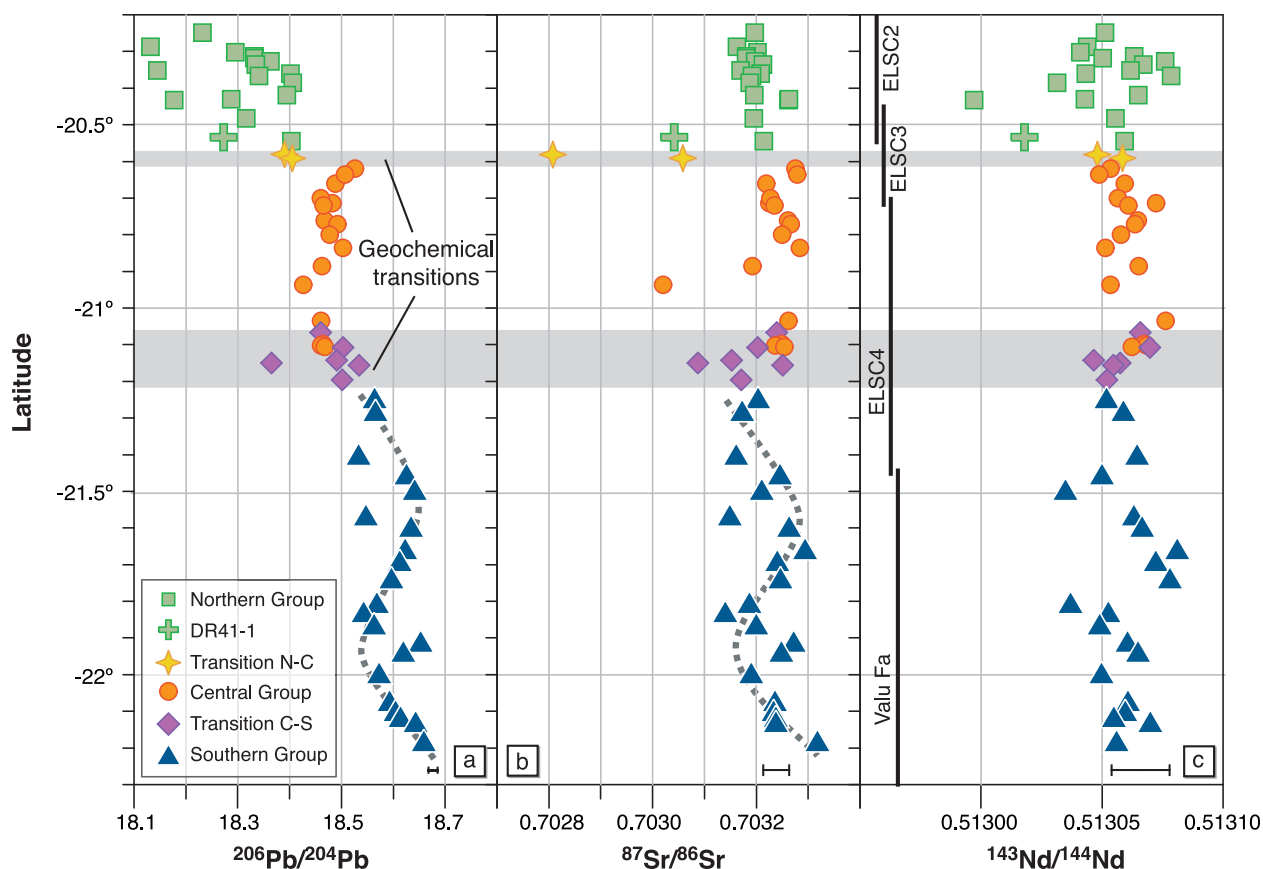 Latitude
-20.5°
-21°
-21.5°
-22°
Geochemical
transitions
Northern Group
DR41-1
Transition N-C
Central Group
Transition C-S
Southern Group
a
b
c
ELSC2
ELSC3
ELSC4
Valu Fa
18.1 18.3 18.5 18.7
0.7028 0.7030 0.7032
0.51300 0.51305 0.51310
²⁰⁶Pb/²⁰⁴Pb
⁸⁷Sr/⁸⁶Sr
¹⁴³Nd/¹⁴⁴Nd